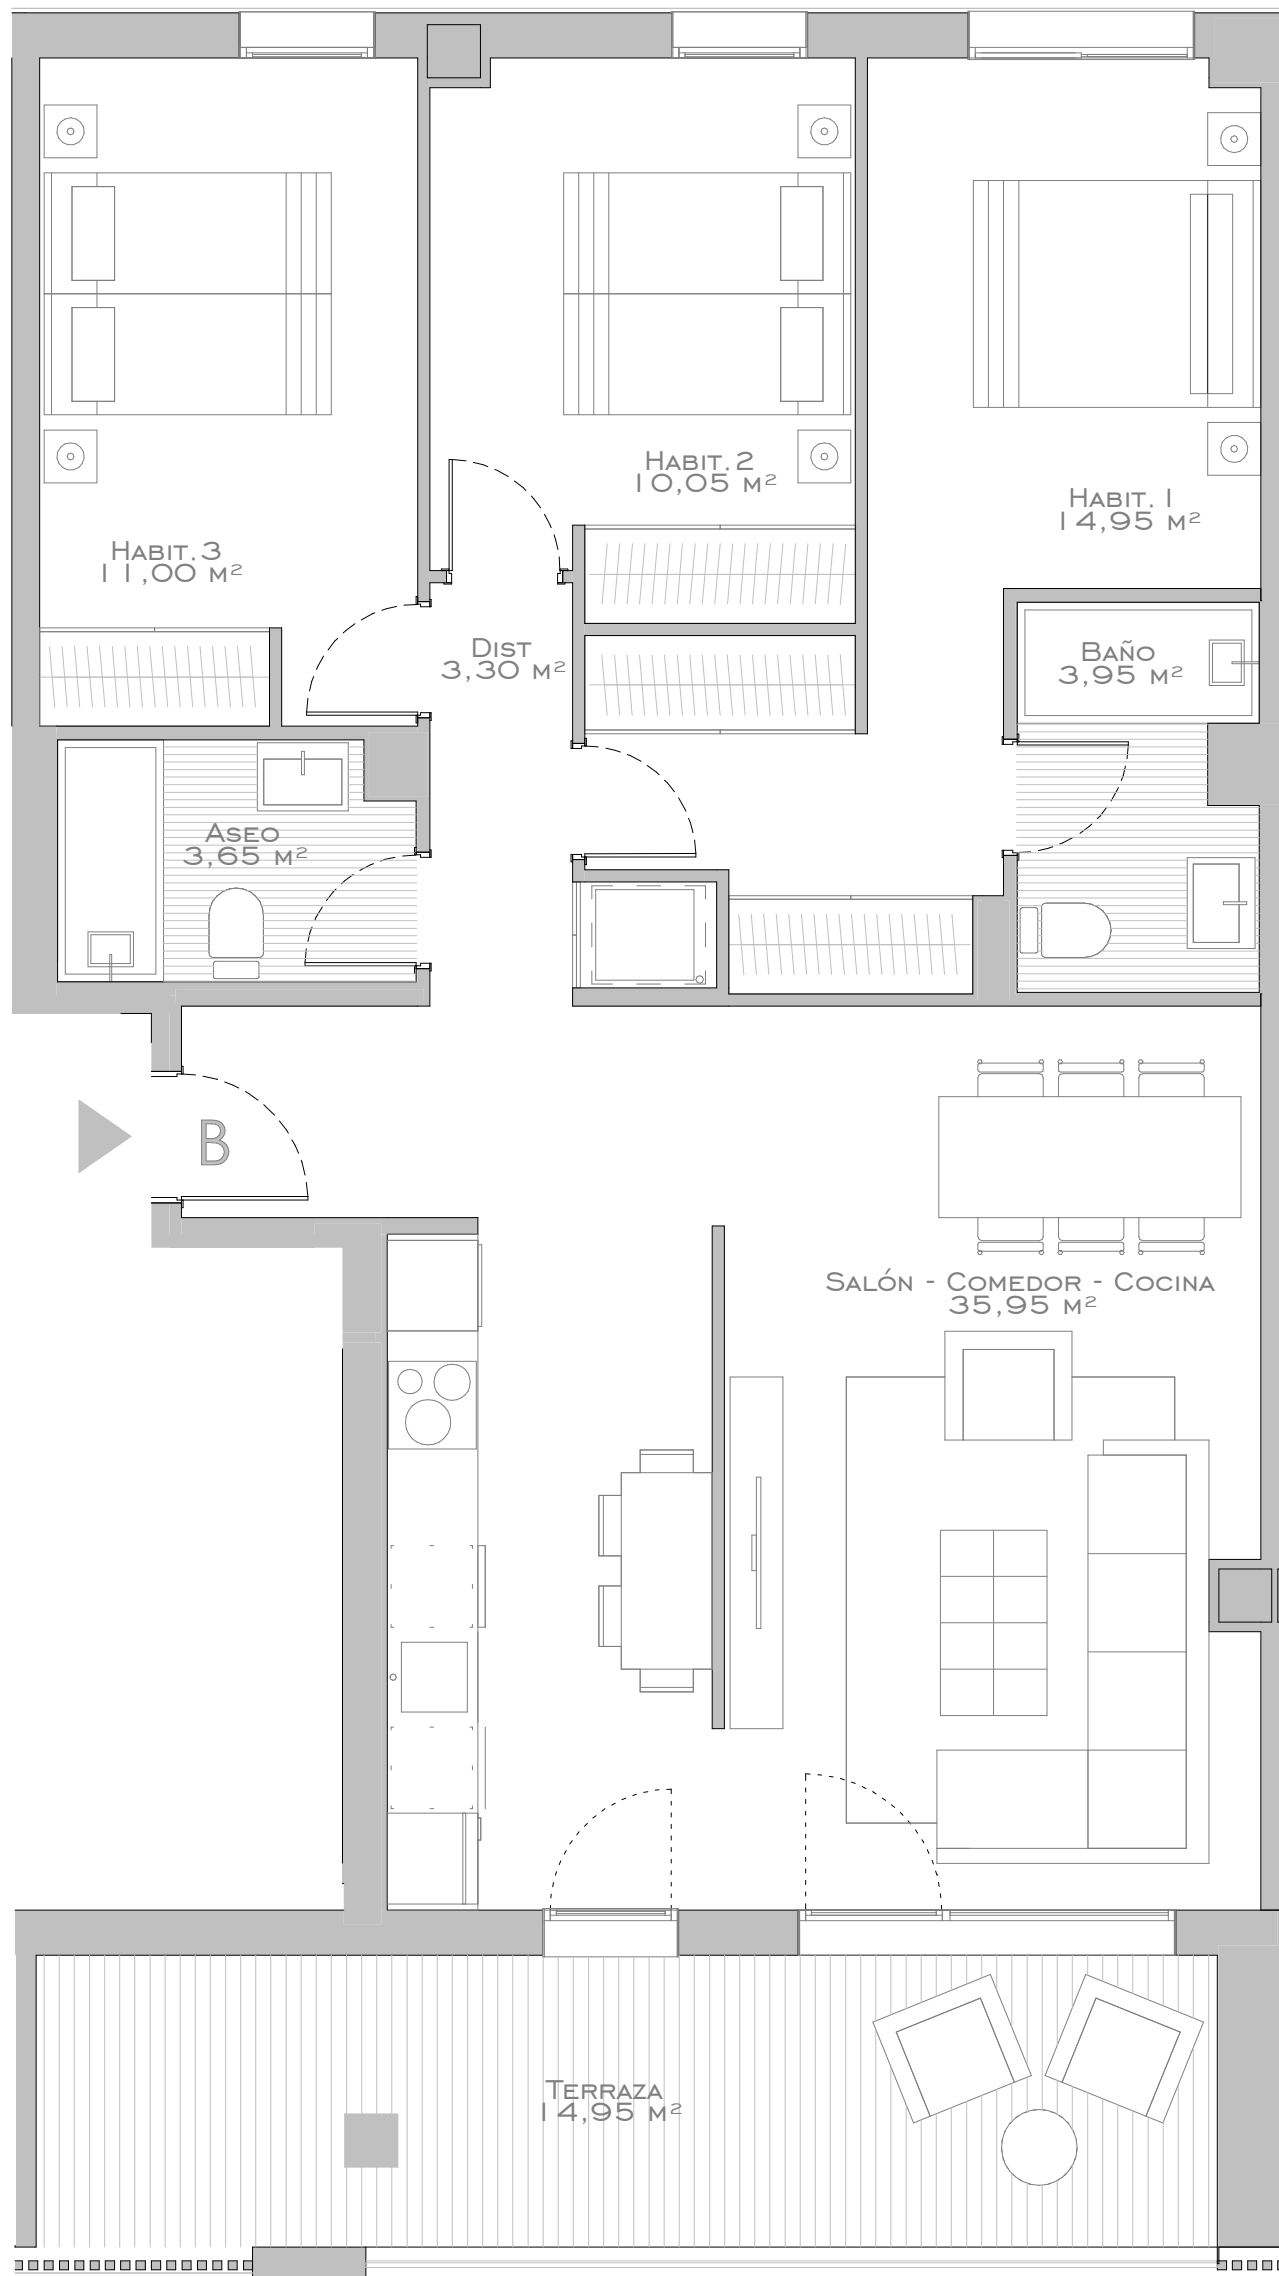 Habit. 2
10,05 m²
Habit. 1
14,95 m²
Habit. 3
11,00 m²
Dist
3,30 m²
Baño
3,95 m²
Aseo
3,65 m²
B
Salón - Comedor - Cocina
35,95 m²
Terraza
14,95 m²